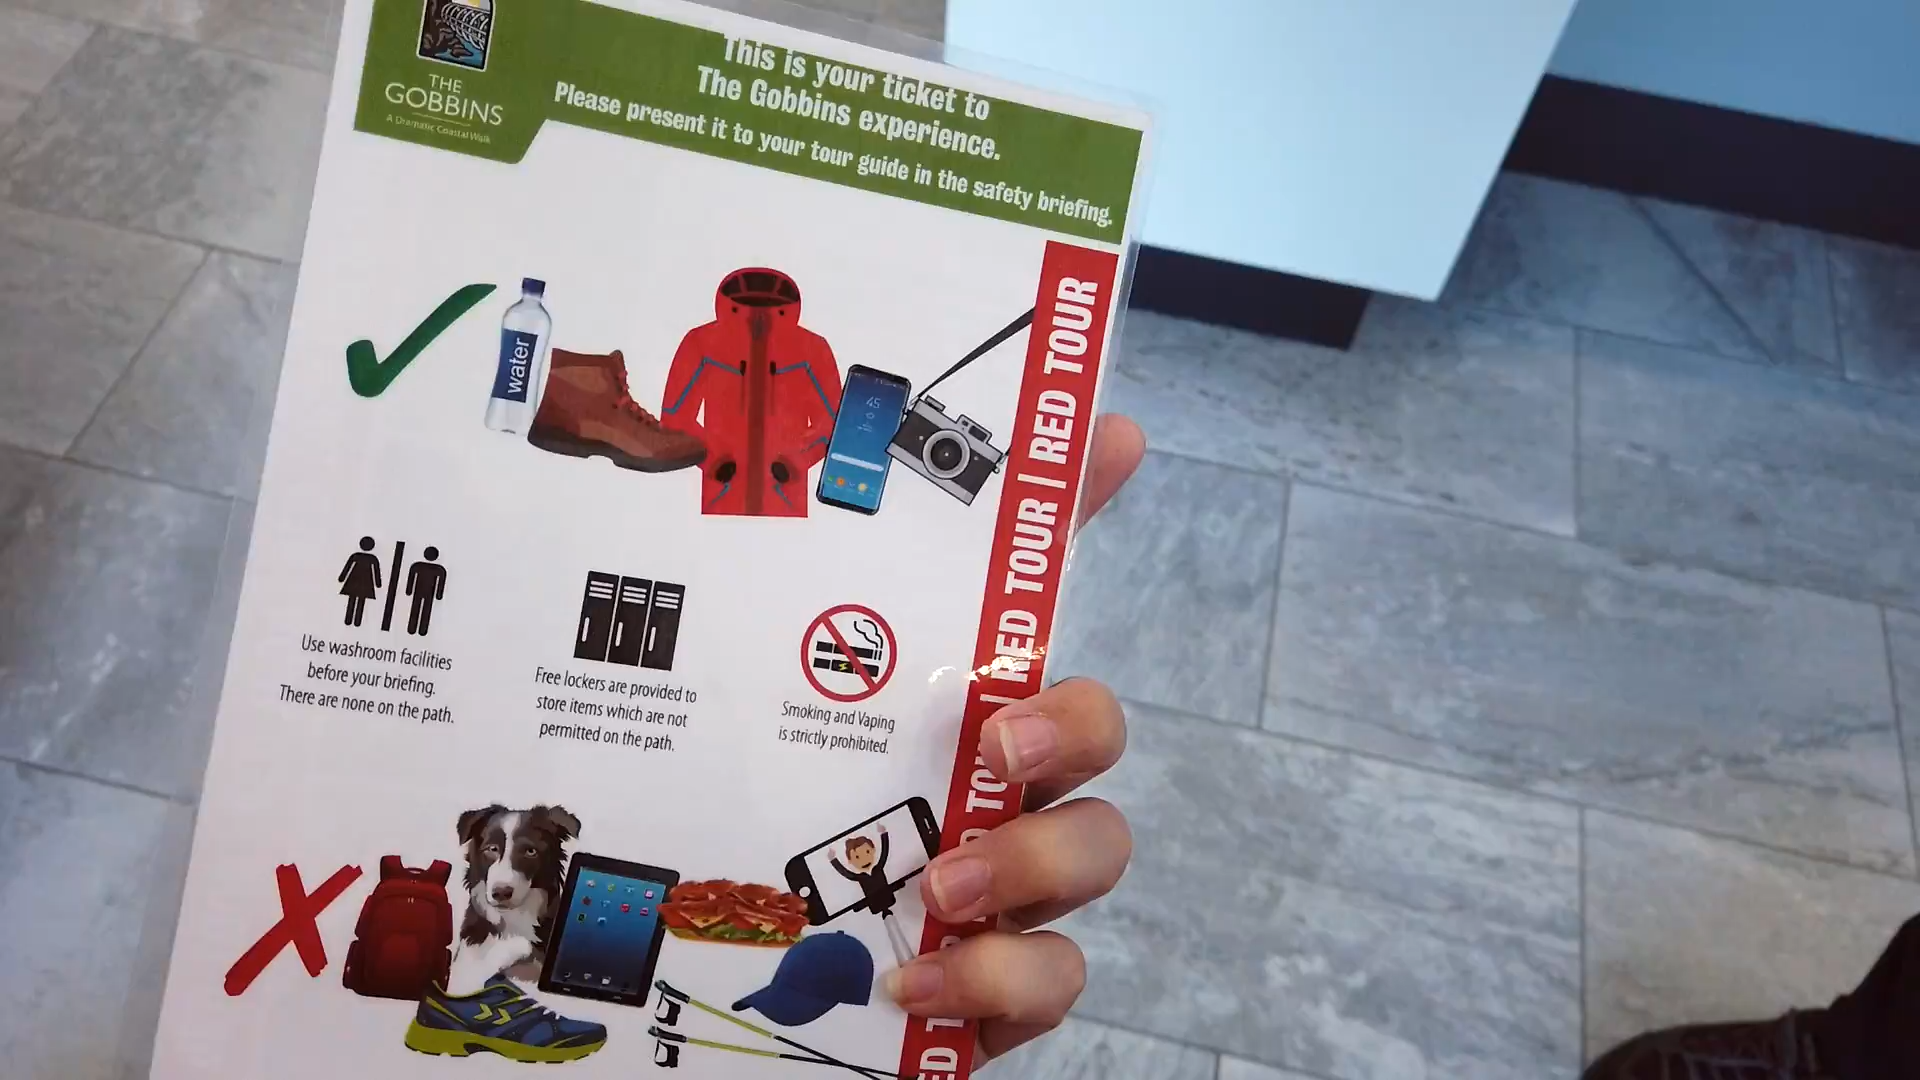 THE
GOBBINS
A Dramatic Coastal Walk
This is your ticket to
The Gobbins experience.
Please present it to your tour guide in the safety briefing.
water
45
RED TOUR | RED TOUR | RED TOUR
Use washroom facilities
before your briefing.
There are none on the path.
Free lockers are provided to
store items which are not
permitted on the path.
Smoking and Vaping
is strictly prohibited.